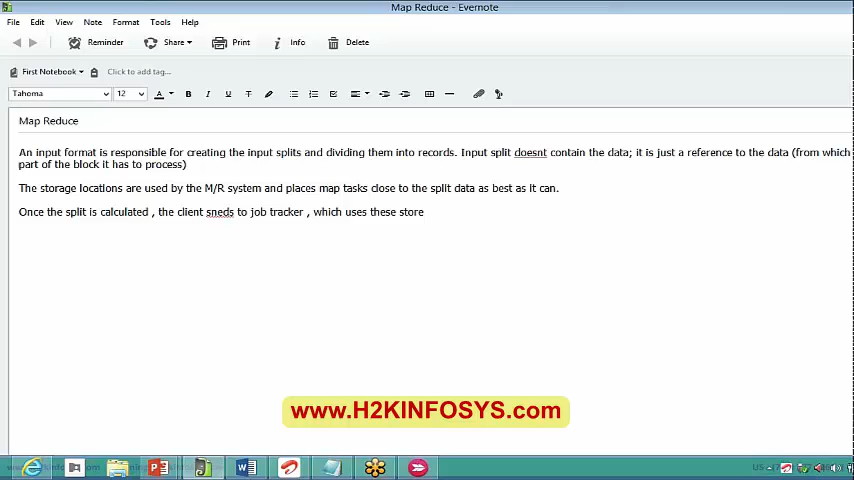 Map Reduce - Evernote
File Edit View Note Format Tools Help
Reminder Share Print Info Delete
First Notebook Click to add tag...
Tahoma 12 A B I U T
Map Reduce
An input format is responsible for creating the input splits and dividing them into records. Input split doesnt contain the data; it is just a reference to the data (from which
part of the block it has to process)
The storage locations are used by the M/R system and places map tasks close to the split data as best as it can.
Once the split is calculated , the client sneds to job tracker , which uses these store
www.H2KINFOSYS.com
US